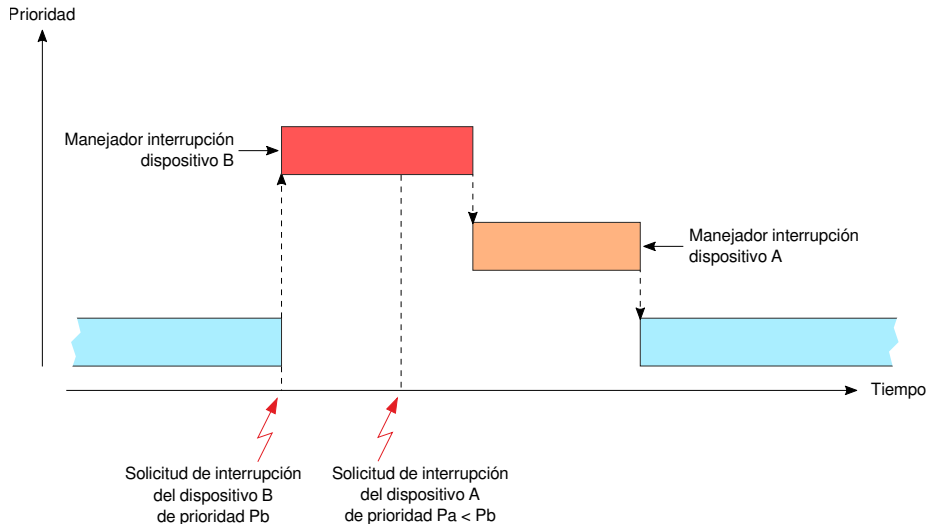 Prioridad
Manejador interrupción
dispositivo B
Manejador interrupción
dispositivo A
Tiempo
Solicitud de interrupción
del dispositivo B
de prioridad Pb
Solicitud de interrupción
del dispositivo A
de prioridad Pa < Pb